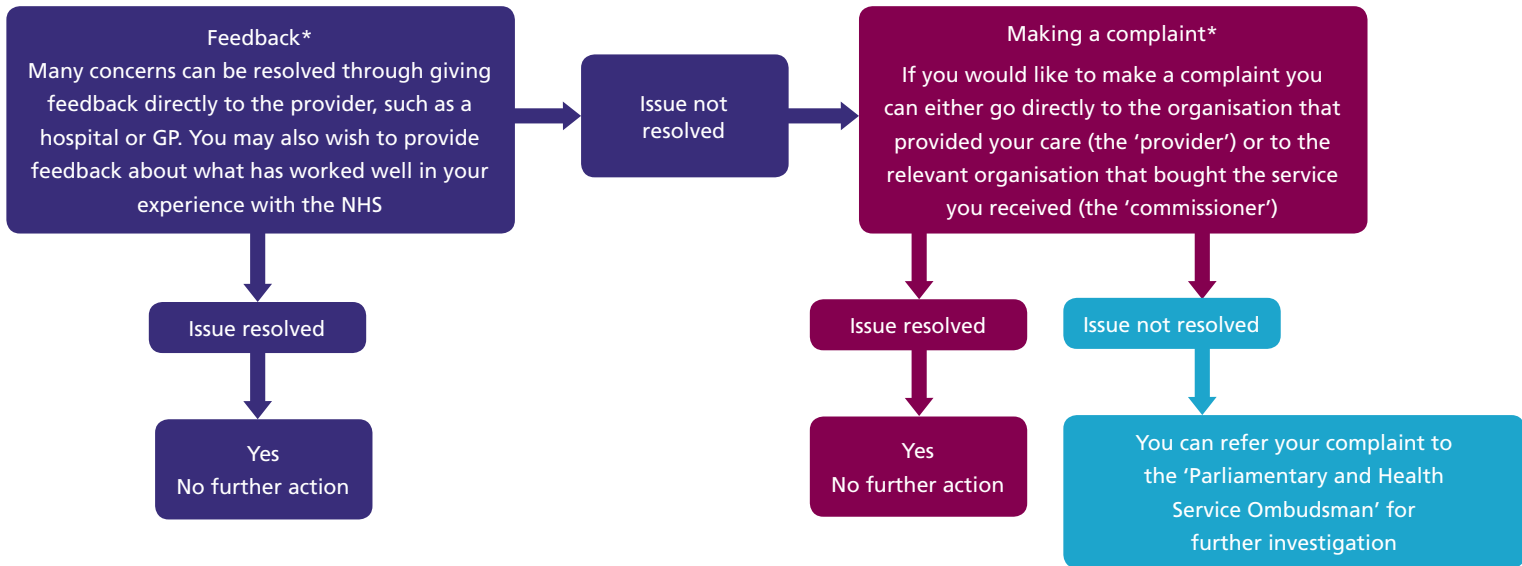 Feedback*
Many concerns can be resolved through giving
feedback directly to the provider, such as a
hospital or GP. You may also wish to provide
feedback about what has worked well in your
experience with the NHS
Issue not
resolved
Making a complaint*
If you would like to make a complaint you
can either go directly to the organisation that
provided your care (the ‘provider’) or to the
relevant organisation that bought the service
you received (the ‘commissioner’)
Issue resolved
Yes
No further action
Issue resolved
Yes
No further action
Issue not resolved
You can refer your complaint to
the ‘Parliamentary and Health
Service Ombudsman’ for
further investigation